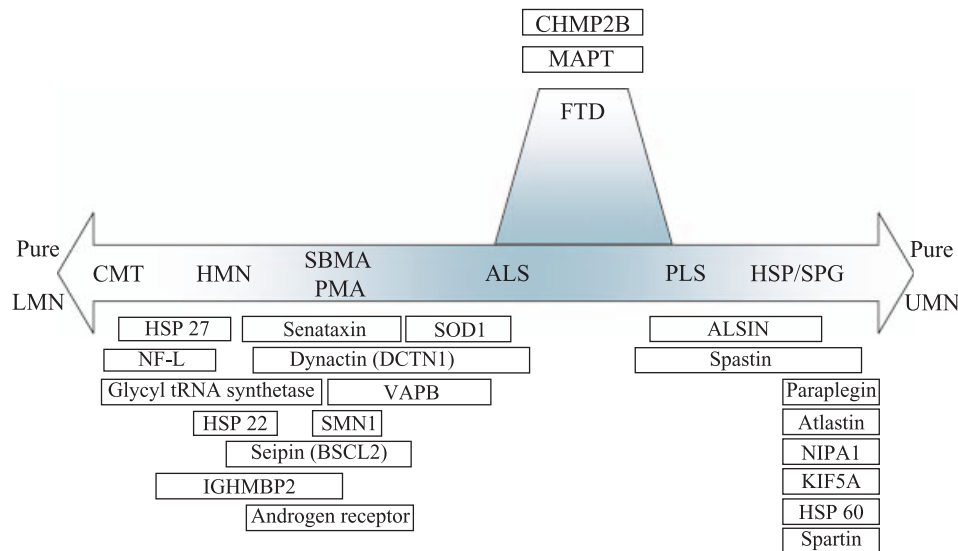 CHMP2B
MAPT
FTD
Pure
LMN
CMT
HMN
SBMA
PMA
ALS
PLS
HSP/SPG
Pure
UMN
HSP 27
Senataxin
SOD1
ALSIN
NF-L
Dynactin (DCTN1)
Spastin
Glycyl tRNA synthetase
VAPB
Paraplegin
HSP 22
SMN1
Atlastin
Seipin (BSCL2)
NIPA1
IGHMBP2
KIF5A
Androgen receptor
HSP 60
Spartin